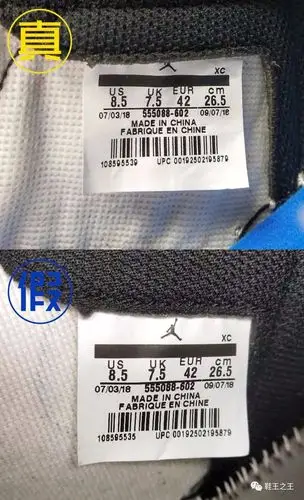 真
XC
US UK EUR cm
8.5 7.5 42 26.5
07/03/18 555088-602 09/07/18
MADE IN CHINA
FABRIQUE EN CHINE
108595539 UPC 00192502195879
假
XC
US UK EUR cm
8.5 7.5 42 26.5
07/03/18 555088-602 09/07/18
MADE IN CHINA
FABRIQUE EN CHINE
108595535 UPC 00192502195879
鞋王之王